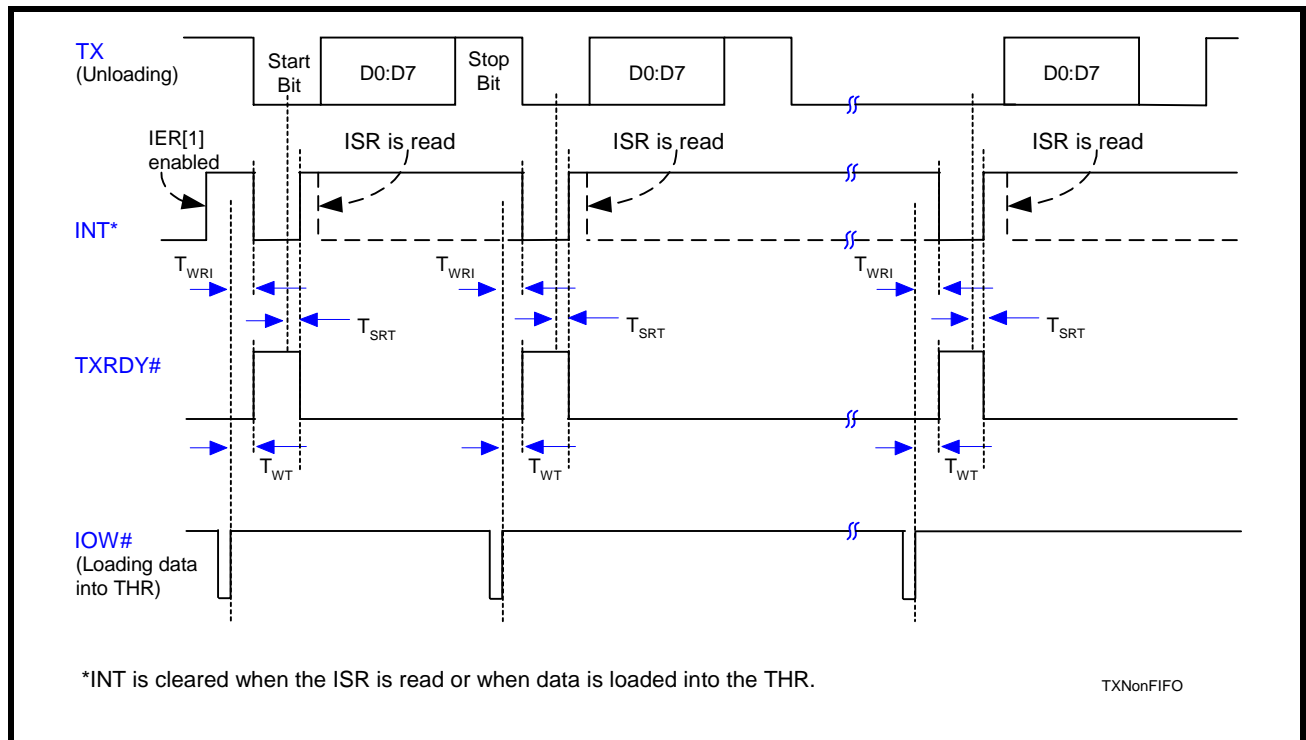 TX
(Unloading)
Start
Bit
D0:D7
Stop
Bit
D0:D7
D0:D7
IER[1]
enabled
ISR is read
ISR is read
ISR is read
INT*
TWRI
TWRI
TWRI
TSRT
TSRT
TSRT
TXRDY#
TWT
TWT
TWT
IOW#
(Loading data
into THR)
*INT is cleared when the ISR is read or when data is loaded into the THR.
TXNonFIFO